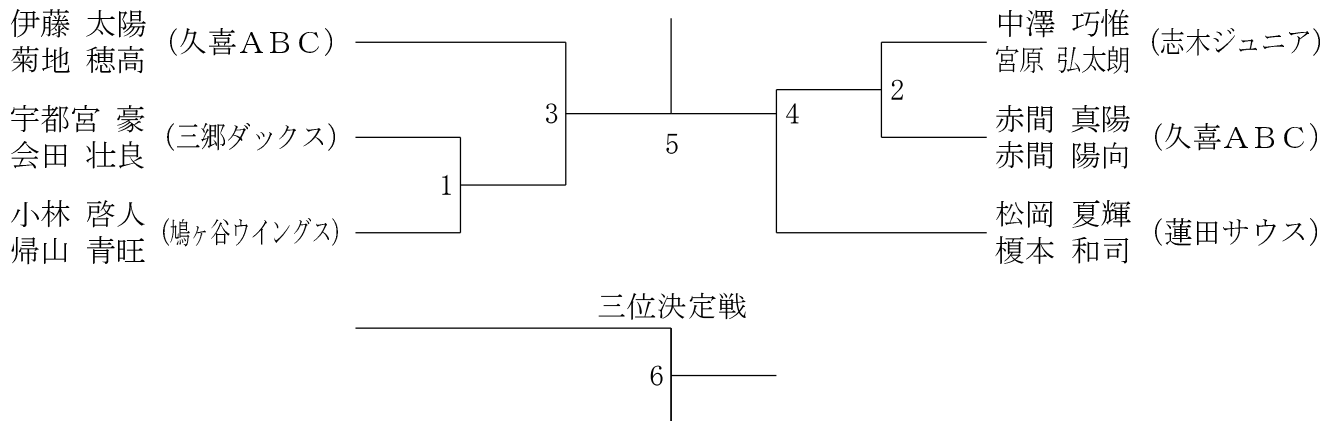 伊藤 太陽
菊地 穂高
(久喜ABC)
宇都宮 豪
会田 壮良
(三郷ダックス)
小林 啓人
帰山 青旺
(鳩ヶ谷ウイングス)
1
3
5
4
2
中澤 巧惟
宮原 弘太朗
(志木ジュニア)
赤間 真陽
赤間 陽向
(久喜ABC)
松岡 夏輝
榎本 和司
(蓮田サウス)
三位決定戦
6